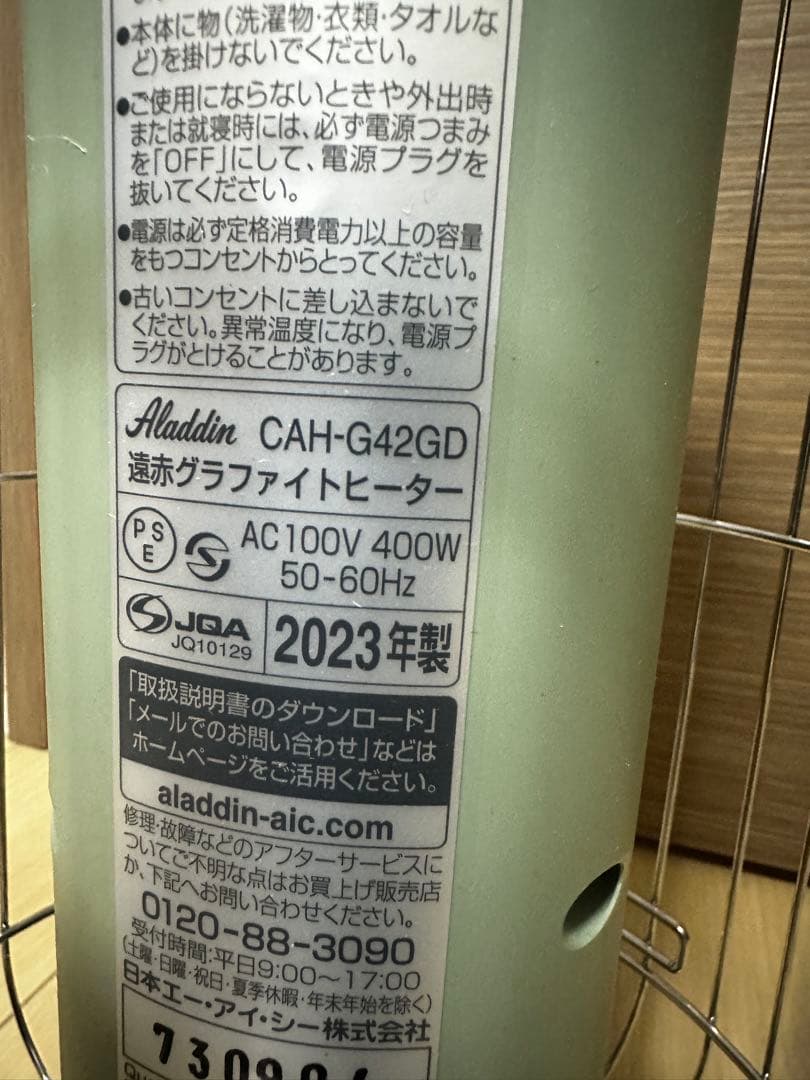 ●本体に物(洗濯物・衣類・タオルな
ど)を掛けないでください。
●ご使用にならないときや外出時
または就寝時には、必ず電源つまみ
を「OFF」にして、電源プラグを
抜いてください。
●電源は必ず定格消費電力以上の容量
をもつコンセントからとってください。
●古いコンセントに差し込まないで
ください。異常温度になり、電源プ
ラグがとけることがあります。
Aladdin CAH-G42GD
遠赤グラファイトヒーター
PSE
AC100V 400W
50-60Hz
JQA
JQ10129
2023年製
「取扱説明書のダウンロード」
「メールでのお問い合わせ」などは
ホームページをご活用ください。
aladdin-aic.com
修理・故障などのアフターサービスに
ついてご不明な点はお買上げ販売店
か、下記へお問い合わせください。
0120-88-3090
受付時間:平日9:00～17:00
(土曜・日曜・祝日・夏季休暇・年末年始を除く)
日本エー・アイ・シー株式会社